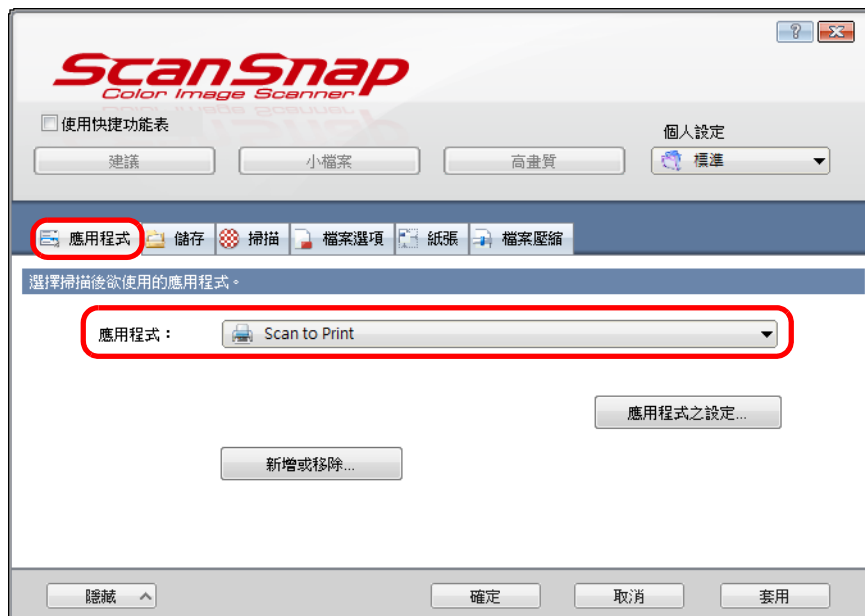 ScanSnap
Color Image Scanner
使用快捷功能表
個人設定
建議 小檔案 高畫質 標準
應用程式 儲存 掃描 檔案選項 紙張 檔案壓縮
選擇掃描後欲使用的應用程式。
應用程式： Scan to Print
應用程式之設定...
新增或移除...
隱藏 確定 取消 套用